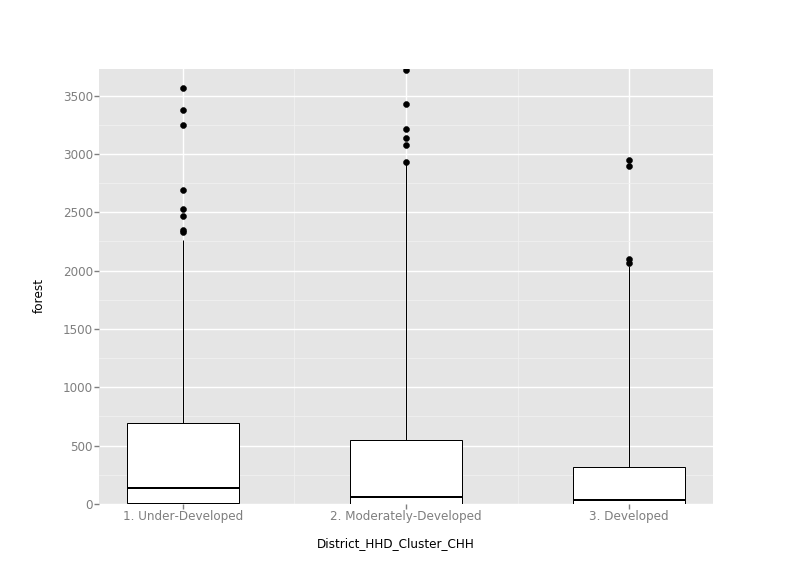 3500
3000
2500
2000
1500
1000
500
0
forest
1. Under-Developed
2. Moderately-Developed
3. Developed
District_HHD_Cluster_CHH